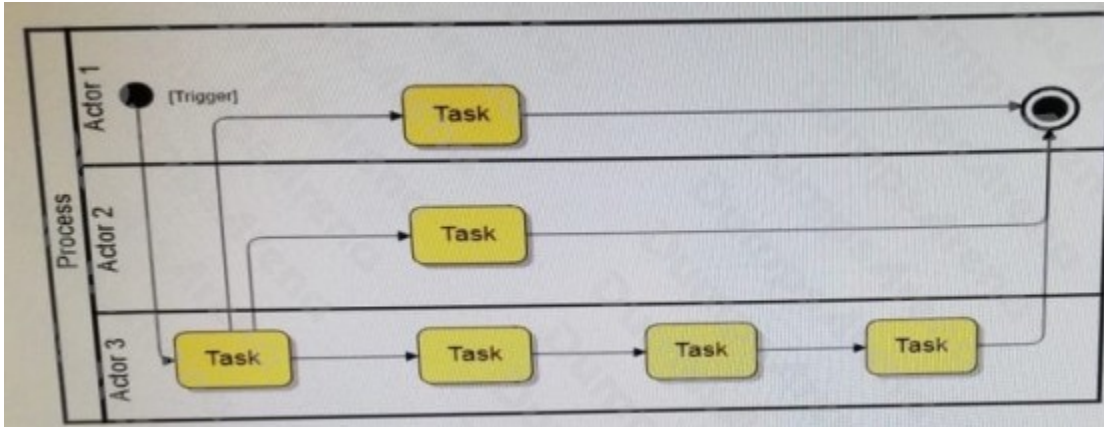 Process
Actor 1
[Trigger]
Task
Actor 2
Task
Actor 3
Task
Task
Task
Task